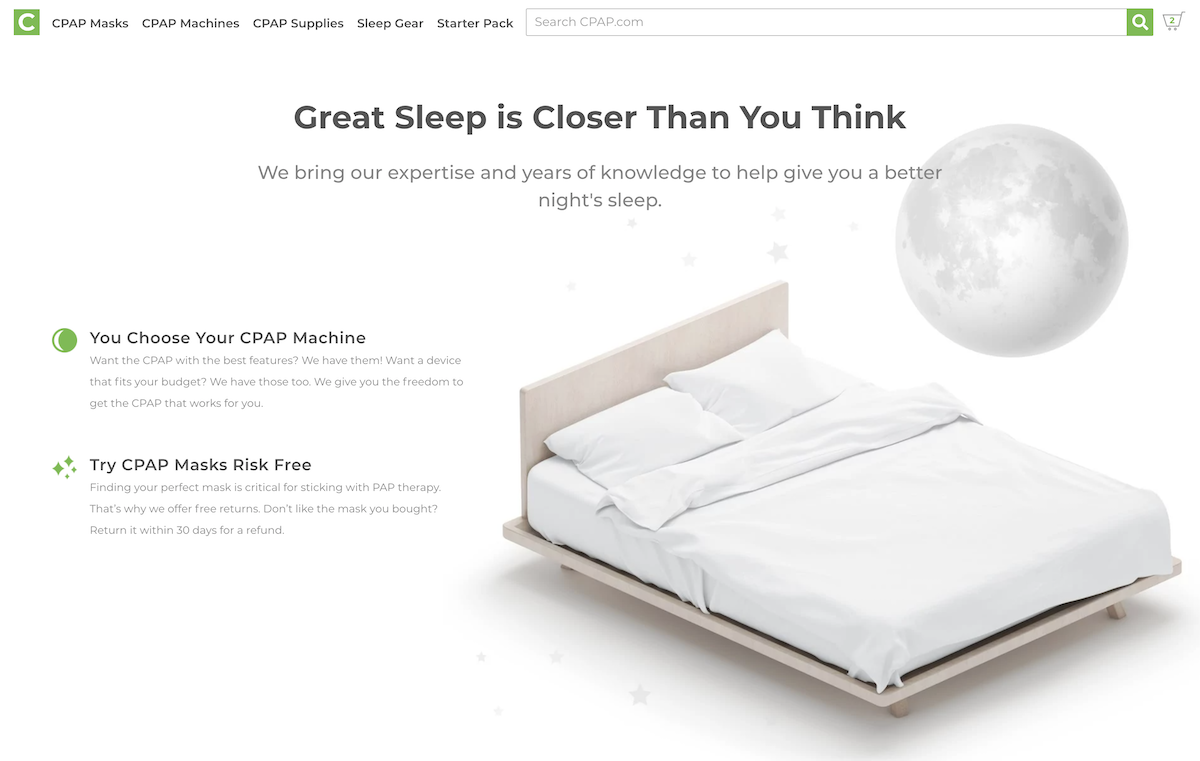 C
CPAP Masks CPAP Machines CPAP Supplies Sleep Gear Starter Pack Search CPAP.com 2
Great Sleep is Closer Than You Think
We bring our expertise and years of knowledge to help give you a better
night's sleep.
You Choose Your CPAP Machine
Want the CPAP with the best features? We have them! Want a device
that fits your budget? We have those too. We give you the freedom to
get the CPAP that works for you.
Try CPAP Masks Risk Free
Finding your perfect mask is critical for sticking with PAP therapy.
That’s why we offer free returns. Don’t like the mask you bought?
Return it within 30 days for a refund.